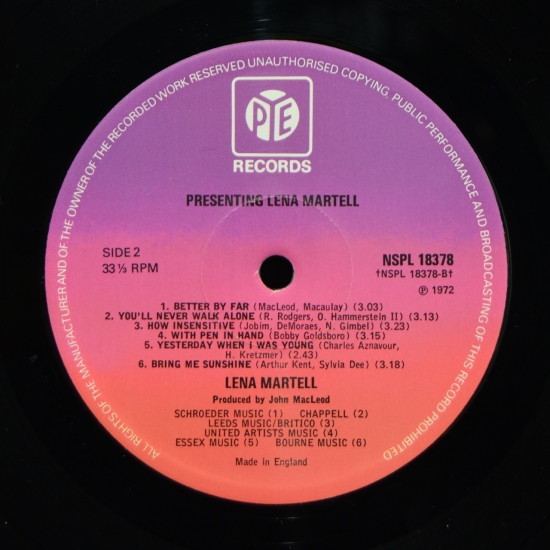 ALL RIGHTS OF THE MANUFACTURER AND OF THE OWNER OF THE RECORDED WORK RESERVED UNAUTHORISED COPYING, PUBLIC PERFORMANCE AND BROADCASTING OF THIS RECORD PROHIBITED
PYE
RECORDS
PRESENTING LENA MARTELL
SIDE 2
33 ⅓ RPM
NSPL 18378
†NSPL 18378-B†
℗ 1972
1. BETTER BY FAR (MacLeod, Macaulay) (3.03)
2. YOU'LL NEVER WALK ALONE (R. Rodgers, O. Hammerstein II) (3.13)
3. HOW INSENSITIVE (Jobim, DeMoraes, N. Gimbel) (3.23)
4. WITH PEN IN HAND (Bobby Goldsboro) (3.15)
5. YESTERDAY WHEN I WAS YOUNG (Charles Aznavour,
H. Kretzmer) (2.43)
6. BRING ME SUNSHINE (Arthur Kent, Sylvia Dee) (3.18)
LENA MARTELL
Produced by John MacLeod
SCHROEDER MUSIC (1) CHAPPELL (2)
LEEDS MUSIC/BRITICO (3)
UNITED ARTISTS MUSIC (4)
ESSEX MUSIC (5) BOURNE MUSIC (6)
Made in England